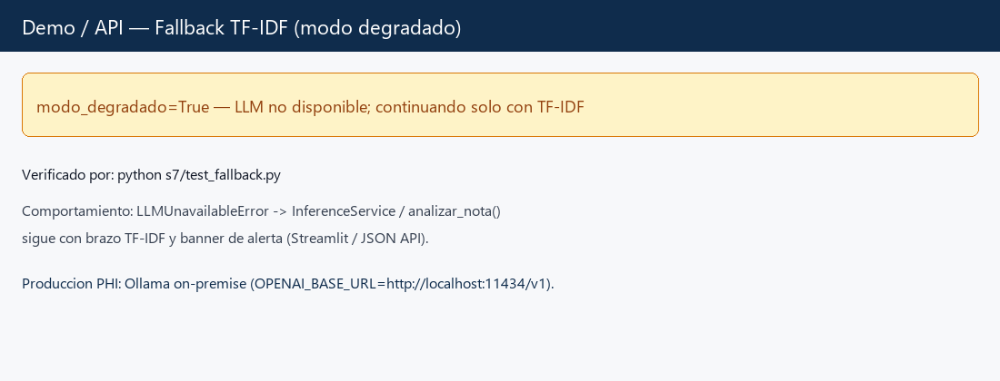 Demo / API — Fallback TF-IDF (modo degradado)
modo_degradado=True — LLM no disponible; continuando solo con TF-IDF
Verificado por: python s7/test_fallback.py
Comportamiento: LLMUnavailableError -> InferenceService / analizar_nota()
sigue con brazo TF-IDF y banner de alerta (Streamlit / JSON API).
Produccion PHI: Ollama on-premise (OPENAI_BASE_URL=http://localhost:11434/v1).